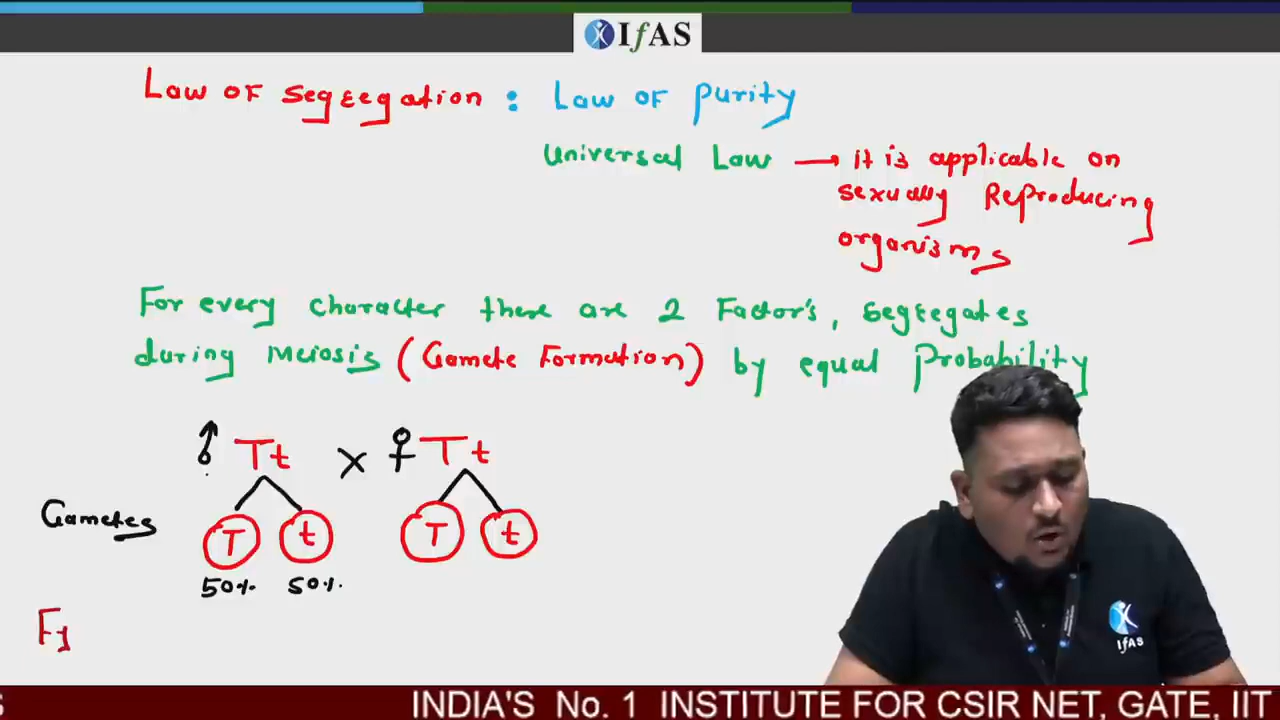 IfAS
Law of segregation : Law of purity
Universal Law → it is applicable on
sexually Reproducing
organisms
For every character there are 2 Factor's, segregates
during Meiosis (Gamete Formation) by equal Probability
♂ Tt × ♀ Tt
Gametes T t T t
50% 50%
F1
IfAS
S
INDIA'S No. 1 INSTITUTE FOR CSIR NET, GATE, IIT